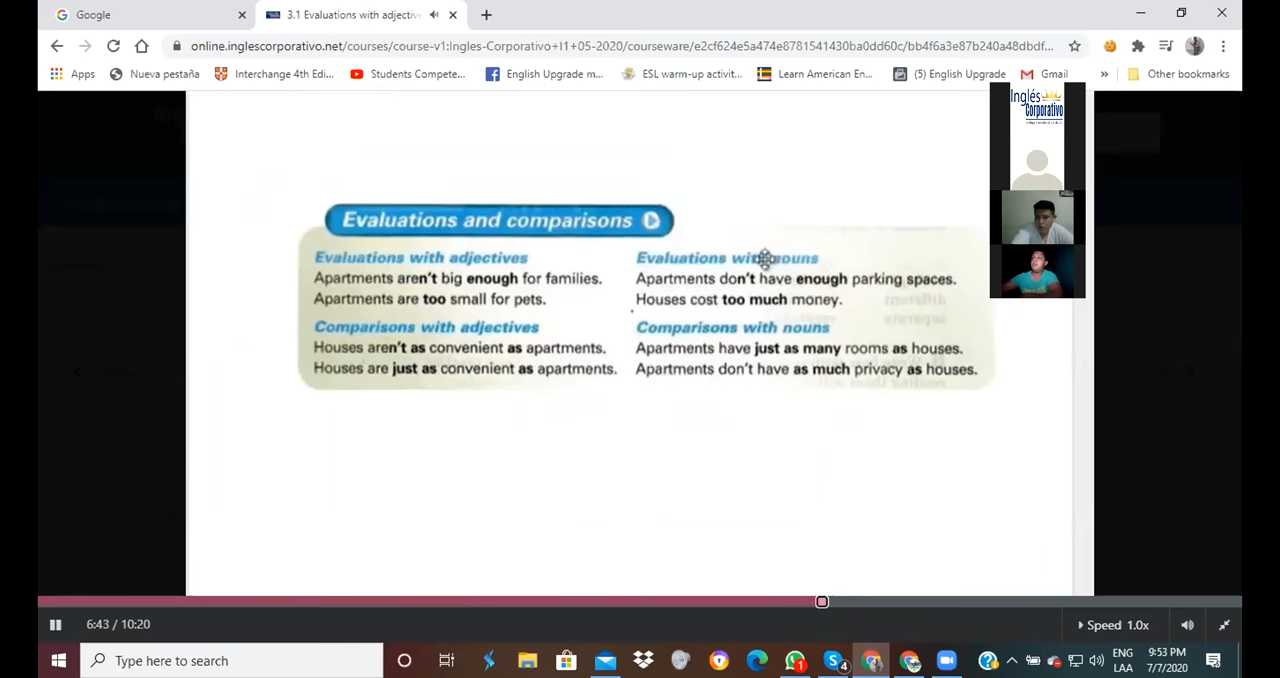 Google
3.1 Evaluations with adjectiv
online.inglescorporativo.net/courses/course-v1:Ingles-Corporativo+I1+05-2020/courseware/e2cf624e5a474e8781541430ba0dd60c/bb4f6a3e87b240a48dbdf...
Apps
Nueva pestaña
Interchange 4th Edi...
Students Compete...
English Upgrade m...
ESL warm-up activit...
Learn American En...
(5) English Upgrade
Gmail
»
Other bookmarks
Inglés
Corporativo
Evaluations and comparisons
Evaluations with adjectives
Apartments aren't big enough for families.
Apartments are too small for pets.
Comparisons with adjectives
Houses aren't as convenient as apartments.
Houses are just as convenient as apartments.
Evaluations with nouns
Apartments don't have enough parking spaces.
Houses cost too much money.
Comparisons with nouns
Apartments have just as many rooms as houses.
Apartments don't have as much privacy as houses.
6:43 / 10:20
Speed 1.0x
Type here to search
4
1
ENG
LAA
9:53 PM
7/7/2020